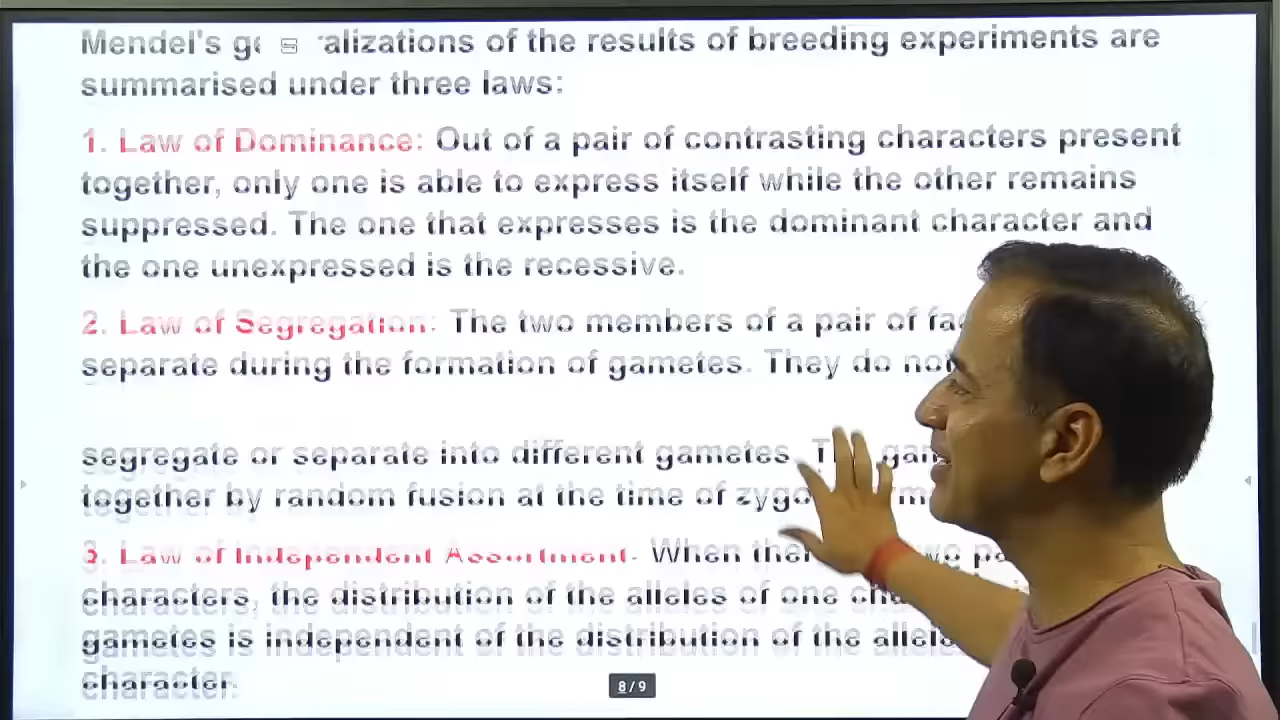 Mendel's alizations of the results of breeding experiments are
summarised under three laws:
1. Law of Dominance: Out of a pair of contrasting characters present
together, only one is able to express itself while the other remains
suppressed. The one that expresses is the dominant character and
the one unexpressed is the recessive.
2. Law of Segregation: The two members of a pair of
separate during the formation of gametes. They do not
segregate or separate into different gametes.
together by random fusion at the time of
3. Law of Independent Assortment. When
characters, the distribution of the alleles of one
gametes is independent of the distribution of the
character.
8/9